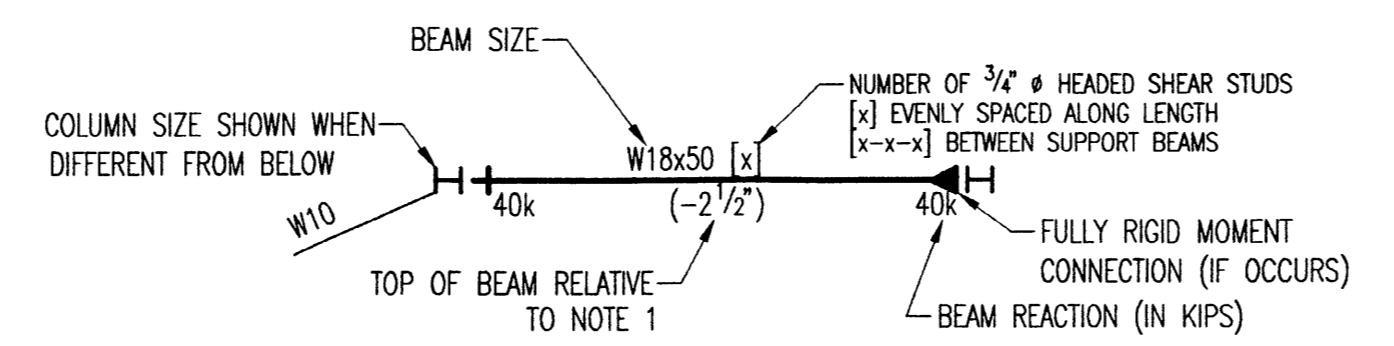 BEAM SIZE
NUMBER OF 3/4" ø HEADED SHEAR STUDS
[x] EVENLY SPACED ALONG LENGTH
[x-x-x] BETWEEN SUPPORT BEAMS
COLUMN SIZE SHOWN WHEN
DIFFERENT FROM BELOW
W18x50 [x]
W10
40k
(-2 1/2")
40k
FULLY RIGID MOMENT
CONNECTION (IF OCCURS)
TOP OF BEAM RELATIVE
TO NOTE 1
BEAM REACTION (IN KIPS)